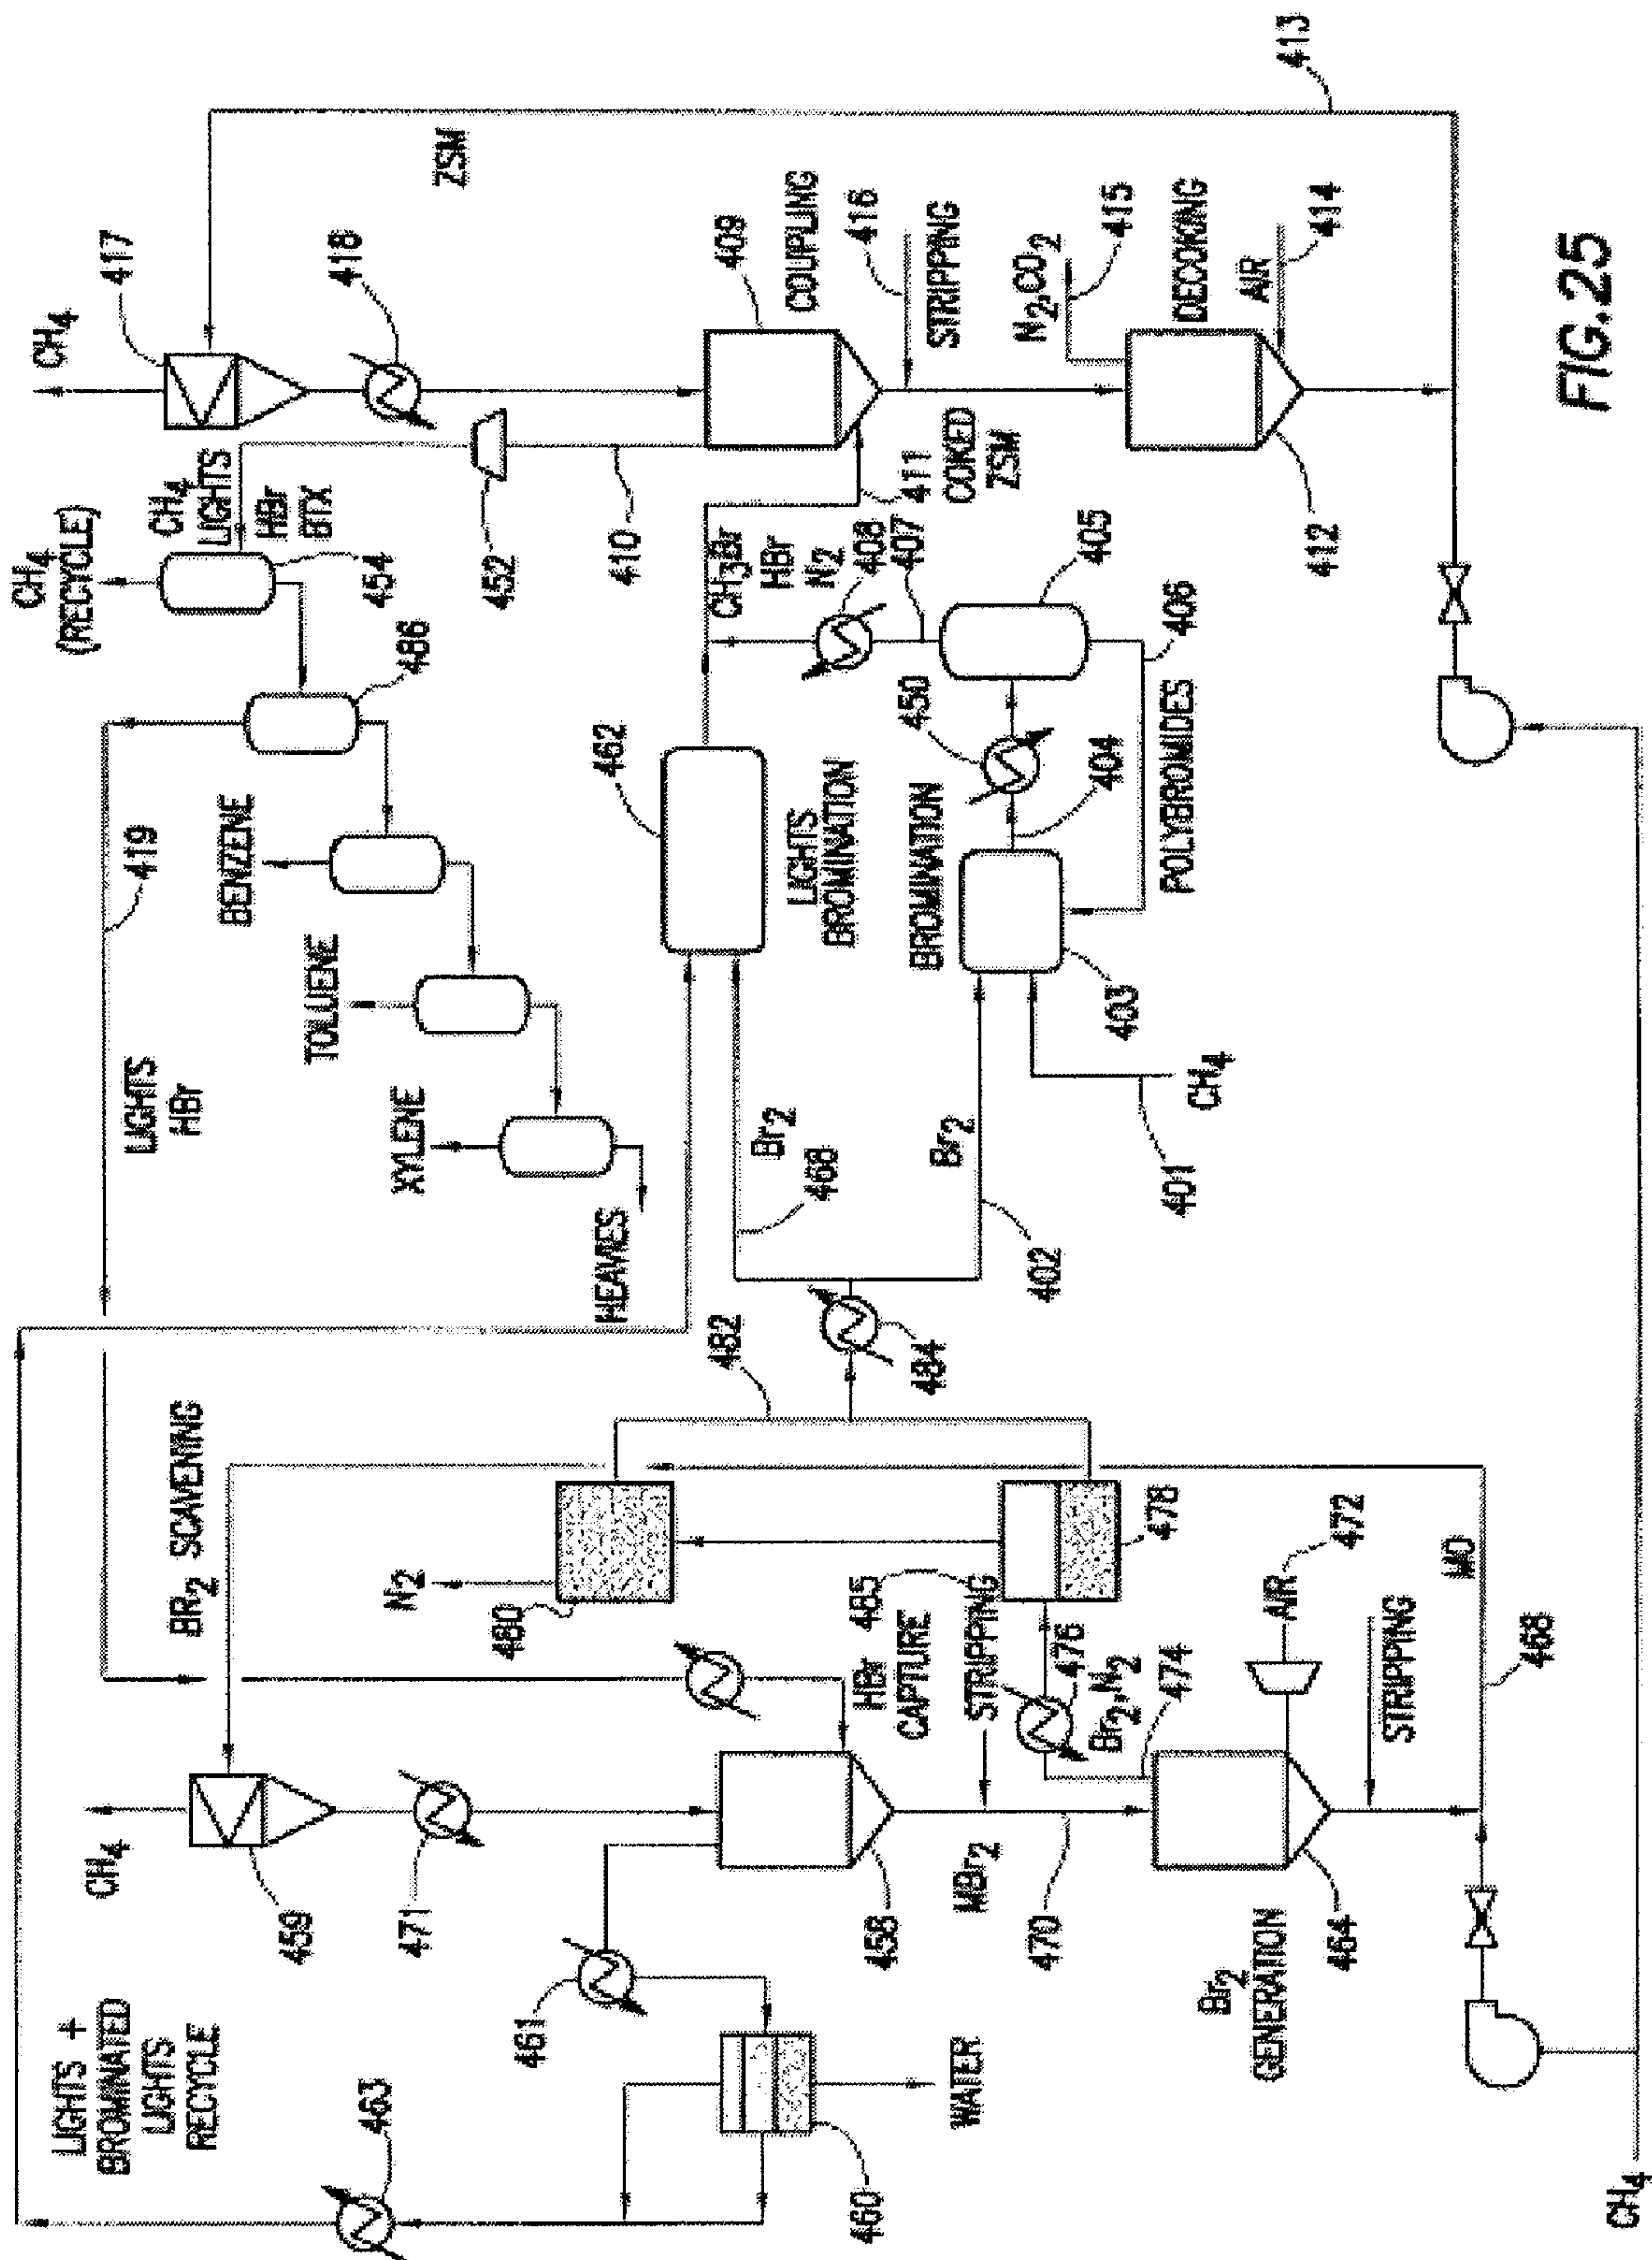 LIGHTS +
BROMINATED
LIGHTS
RECYCLE
463
CH4
459
471
461
460
WATER
458
MBr2
470
Br2
GENERATION
464
CH4
BR2 SCAVENING
N2
480
HBr
CAPTURE
STRIPPING
485
476
Br2,N2
474
478
AIR
472
STRIPPING
MO
468
LIGHTS
HBr
419
482
484
XYLENE
HEAVIES
TOLUENE
BENZENE
Br2
468
Br2
402
401
CH4
403
BROMINATION
LIGHTS
BROMINATION
462
450
404
POLYBROMIDES
406
405
407
408
CH3Br
HBr
N2
CH4
(RECYCLE)
454
486
CH4
LIGHTS
HBr
BTX
452
410
411
COKED
ZSM
CH4
417
418
ZSM
409
COUPLING
416
STRIPPING
N2,CO2
415
DECOKING
AIR
414
412
413
FIG.25